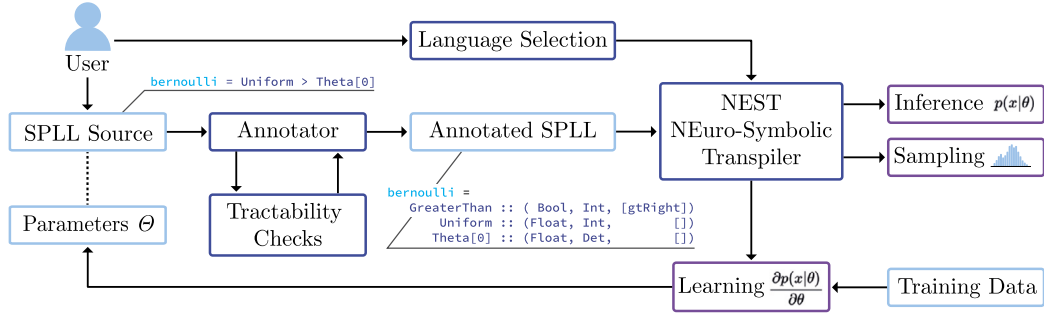 User
Language Selection
bernoulli = Uniform > Theta[0]
SPLL Source
Annotator
Annotated SPLL
NEST
NEuro-Symbolic
Transpiler
Inference p(x|θ)
Sampling
bernoulli =
GreaterThan :: ( Bool, Int, [gtRight])
Uniform :: (Float, Int, [])
Theta[0] :: (Float, Det, [])
Tractability
Checks
Parameters Θ
Learning ∂p(x|θ)/∂θ
Training Data